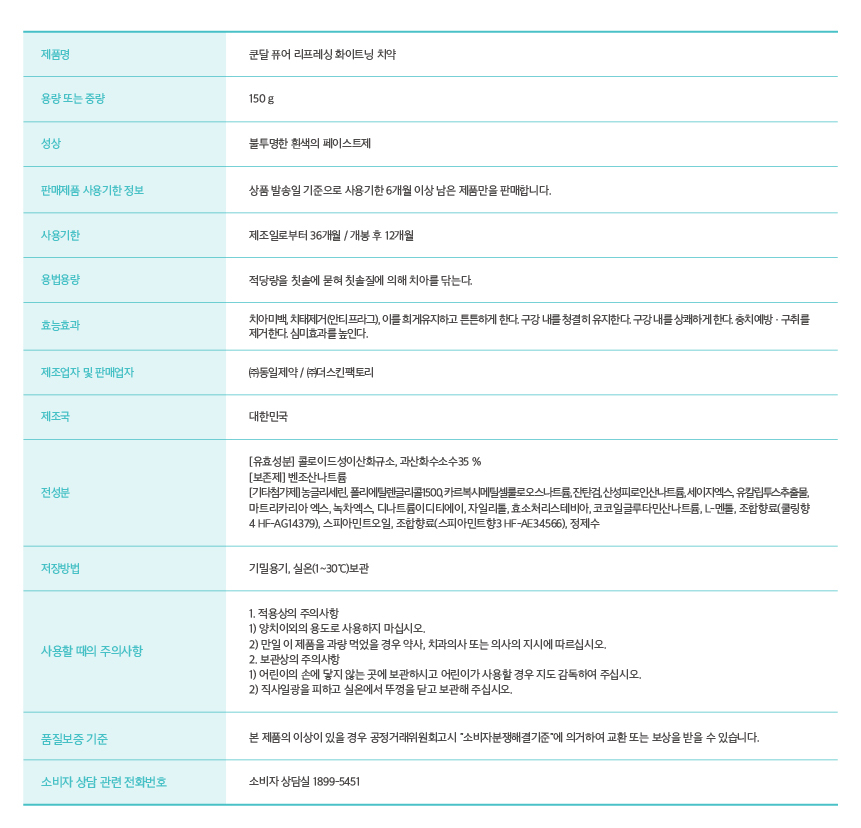 제품명
쿤달 퓨어 리프레싱 화이트닝 치약
용량 또는 중량
150 g
성상
불투명한 흰색의 페이스트제
판매제품 사용기한 정보
상품 발송일 기준으로 사용기한 6개월 이상 남은 제품만을 판매합니다.
사용기한
제조일로부터 36개월 / 개봉 후 12개월
용법용량
적당량을 칫솔에 묻혀 칫솔질에 의해 치아를 닦는다.
효능효과
치아미백, 치태제거(안티프라그), 이를 희게유지하고 튼튼하게 한다. 구강 내를 청결히 유지한다. 구강 내를 상쾌하게 한다. 충치예방 · 구취를
제거한다. 심미효과를 높인다.
제조업자 및 판매업자
㈜동일제약 / ㈜더스킨팩토리
제조국
대한민국
전성분
[유효성분] 콜로이드성이산화규소, 과산화수소수35 %
[보존제] 벤조산나트륨
[기타첨가제] 농글리세린, 폴리에틸렌글리콜1500, 카르복시메틸셀룰로오스나트륨, 잔탄검, 산성피로인산나트륨, 세이지엑스, 유칼립투스추출물,
마트리카리아 엑스, 녹차엑스, 디나트륨이디티에이, 자일리톨, 효소처리스테비아, 코코일글루타민산나트륨, L-멘톨, 조합향료(쿨링향
4 HF-AG14379), 스피아민트오일, 조합향료(스피아민트향3 HF-AE34566), 정제수
저장방법
기밀용기, 실온(1~30℃)보관
사용할 때의 주의사항
1. 적용상의 주의사항
1) 양치이외의 용도로 사용하지 마십시오.
2) 만일 이 제품을 과량 먹었을 경우 약사, 치과의사 또는 의사의 지시에 따르십시오.
2. 보관상의 주의사항
1) 어린이의 손에 닿지 않는 곳에 보관하시고 어린이가 사용할 경우 지도 감독하여 주십시오.
2) 직사일광을 피하고 실온에서 뚜껑을 닫고 보관해 주십시오.
품질보증 기준
본 제품의 이상이 있을 경우 공정거래위원회고시 "소비자분쟁해결기준"에 의거하여 교환 또는 보상을 받을 수 있습니다.
소비자 상담 관련 전화번호
소비자 상담실 1899-5451